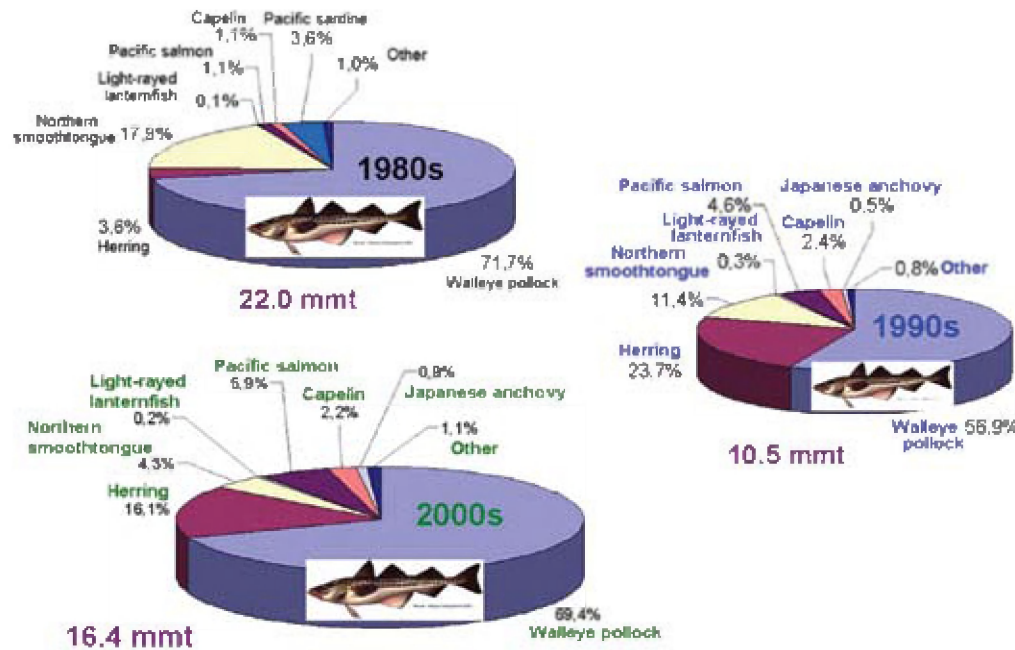 Capelin
1,1%
Pacific sardine
3,6%
Pacific salmon
1,1%
1,0% Other
Light-rayed
lanternfish
0,1%
Northern
smoothtongue 17,9%
1980s
3,6%
Herring
71,7%
Walleye pollock
22.0 mmt
Pacific salmon
4.6%
Japanese anchovy
0.5%
Light-rayed
lanternfish
0,3%
Capelin
2.4%
Northern
smoothtongue
11,4%
0,8% Other
1990s
Herring
23.7%
Walleye 56,9%
pollock
10.5 mmt
Pacific salmon
5,9%
0,8%
Japanese anchovy
Light-rayed
lanternfish
0,2%
Capelin
2,2%
Northern
smoothtongue
4,3%
1,1%
Other
Herring
16,1%
2000s
69,4%
Walleye pollock
16.4 mmt